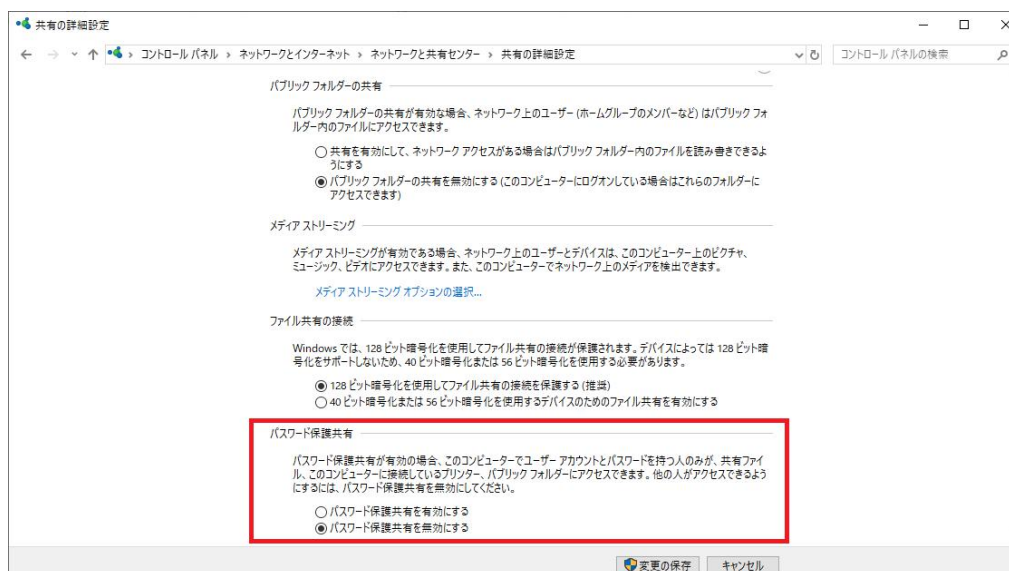 共有の詳細設定
コントロール パネル › ネットワークとインターネット › ネットワークと共有センター › 共有の詳細設定
コントロール パネルの検索
パブリック フォルダーの共有
パブリック フォルダーの共有が有効な場合、ネットワーク上のユーザー (ホームグループのメンバーなど) はパブリック フォ
ルダー内のファイルにアクセスできます。
共有を有効にして、ネットワーク アクセスがある場合はパブリック フォルダー内のファイルを読み書きできるよ
うにする
パブリック フォルダーの共有を無効にする (このコンピューターにログオンしている場合はこれらのフォルダーに
アクセスできます)
メディア ストリーミング
メディア ストリーミングが有効である場合、ネットワーク上のユーザーとデバイスは、このコンピューター上のピクチャ、
ミュージック、ビデオにアクセスできます。また、このコンピューターでネットワーク上のメディアを検出できます。
メディア ストリーミング オプションの選択...
ファイル共有の接続
Windows では、128 ビット暗号化を使用してファイル共有の接続が保護されます。デバイスによっては 128 ビット暗
号化をサポートしないため、40 ビット暗号化または 56 ビット暗号化を使用する必要があります。
128 ビット暗号化を使用してファイル共有の接続を保護する (推奨)
40 ビット暗号化または 56 ビット暗号化を使用するデバイスのためのファイル共有を有効にする
パスワード保護共有
パスワード保護共有が有効の場合、このコンピューターでユーザー アカウントとパスワードを持つ人のみが、共有ファイ
ル、このコンピューターに接続しているプリンター、パブリック フォルダーにアクセスできます。他の人がアクセスできるよう
にするには、パスワード保護共有を無効にしてください。
パスワード保護共有を有効にする
パスワード保護共有を無効にする
変更の保存 キャンセル